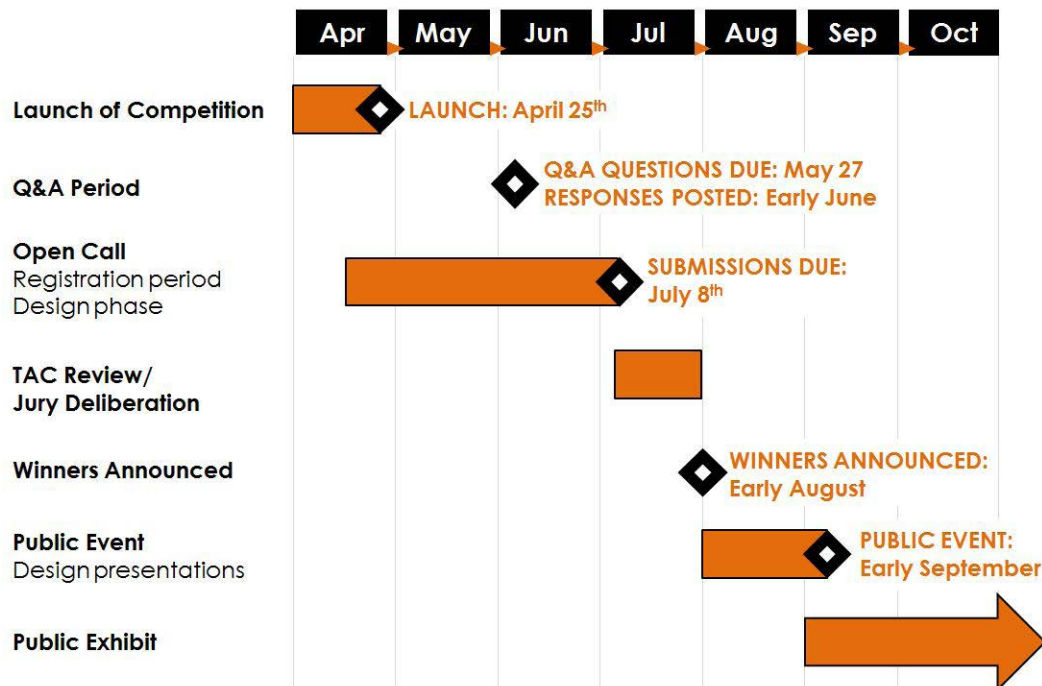 Apr May Jun Jul Aug Sep Oct
Launch of Competition
LAUNCH: April 25th
Q&A Period
Q&A QUESTIONS DUE: May 27
RESPONSES POSTED: Early June
Open Call
Registration period
Design phase
SUBMISSIONS DUE:
July 8th
TAC Review/
Jury Deliberation
Winners Announced
WINNERS ANNOUNCED:
Early August
Public Event
Design presentations
PUBLIC EVENT:
Early September
Public Exhibit